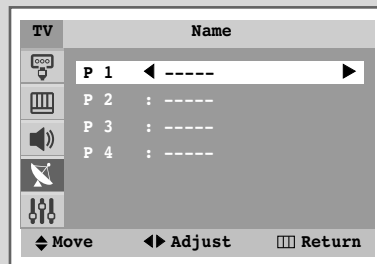 TV Name
P 1 ◀ ----- ▶
P 2 : -----
P 3 : -----
P 4 : -----
Move Adjust Return